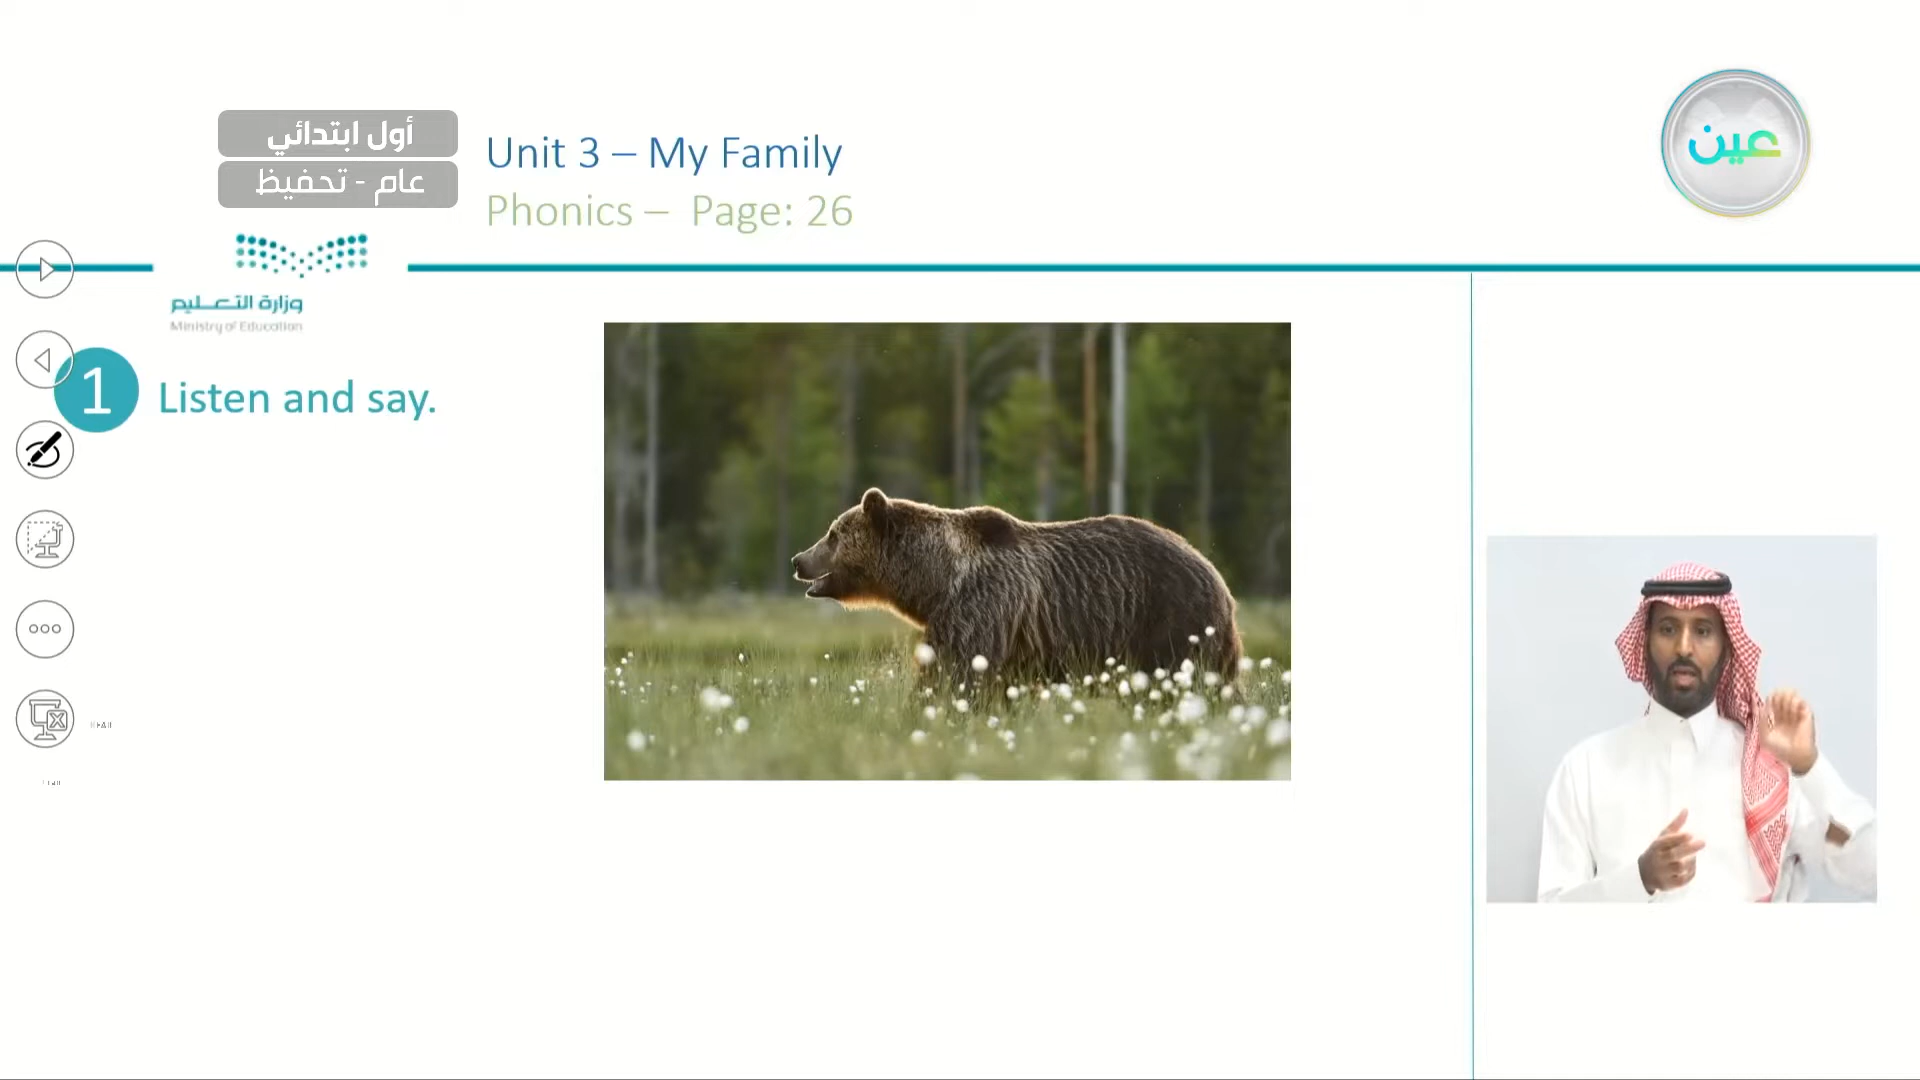 أول ابتدائي
عام - تحفيظ
Unit 3 – My Family
Phonics – Page: 26
عين
وزارة التعليم
Ministry of Education
1 Listen and say.